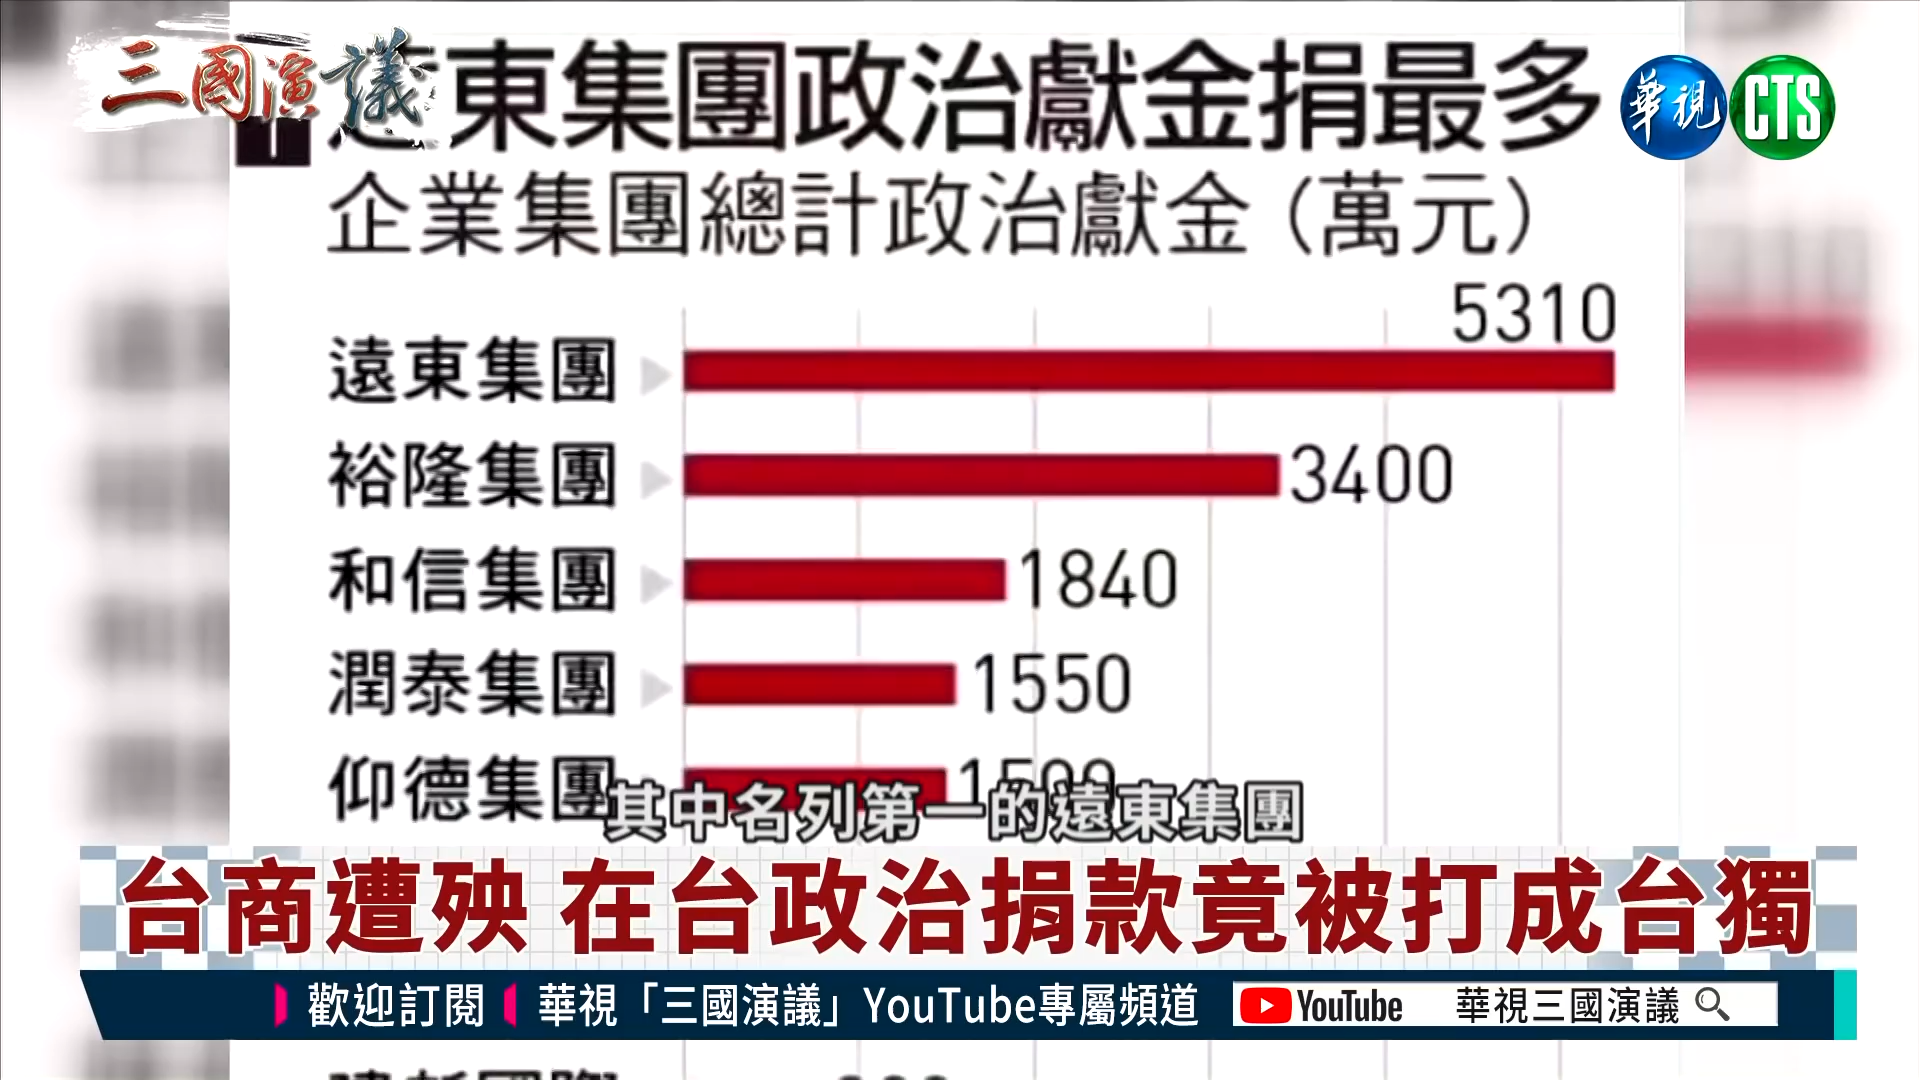 三國演議
東集團政治獻金捐最多
華視 CTS
企業集團總計政治獻金（萬元）
遠東集團 5310
裕隆集團 3400
和信集團 1840
潤泰集團 1550
仰德集團
其中名列第一的遠東集團
台商遭殃 在台政治捐款竟被打成台獨
歡迎訂閱 華視「三國演議」YouTube專屬頻道 YouTube 華視三國演議